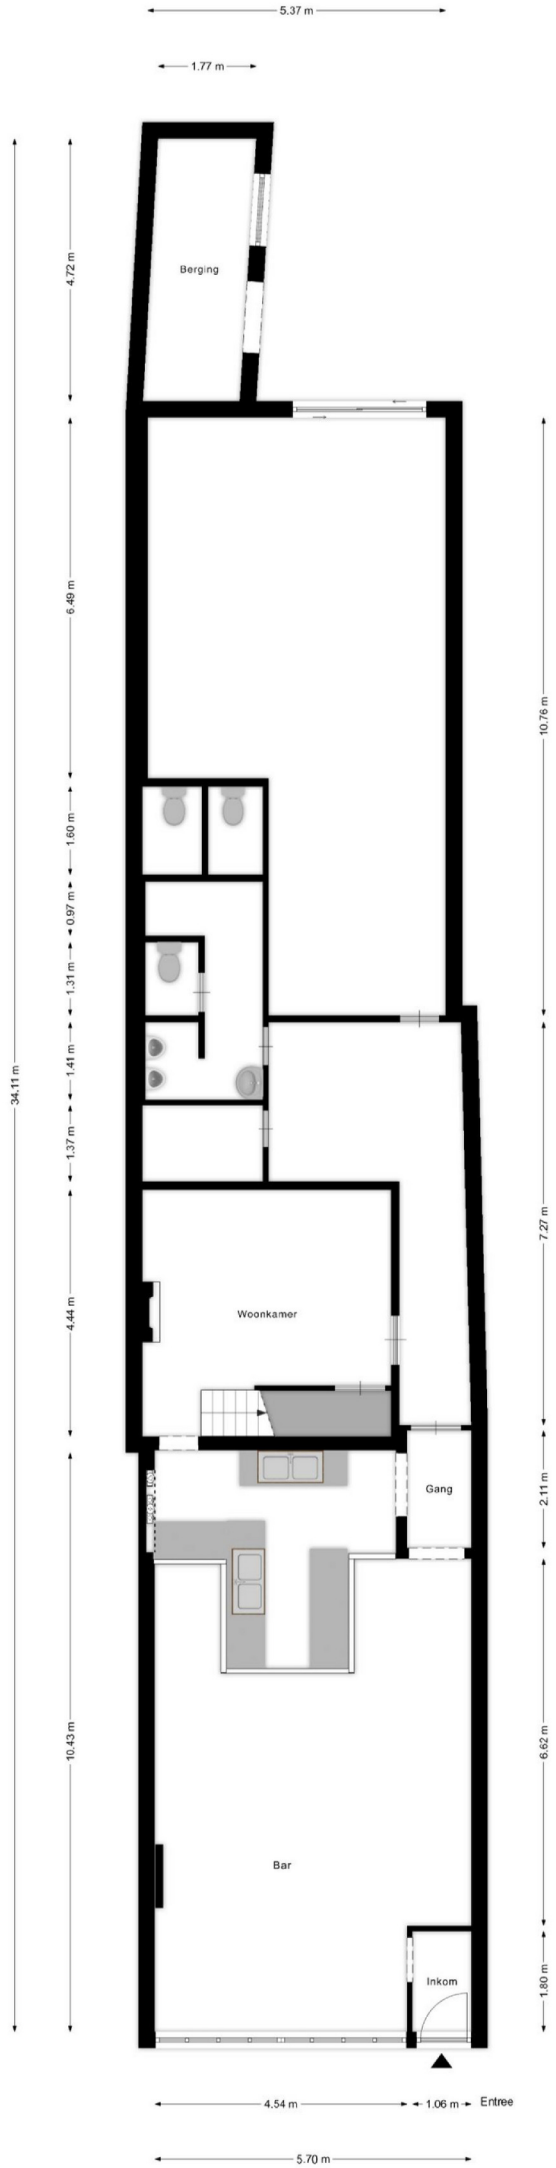 5.37 m
1.77 m
4.72 m
Berging
6.49 m
10.76 m
1.60 m
0.97 m
1.31 m
1.41 m
34.11 m
1.37 m
7.27 m
4.44 m
Woonkamer
Gang
2.11 m
10.43 m
6.62 m
Bar
Inkom
1.80 m
4.54 m
1.06 m
Entree
5.70 m